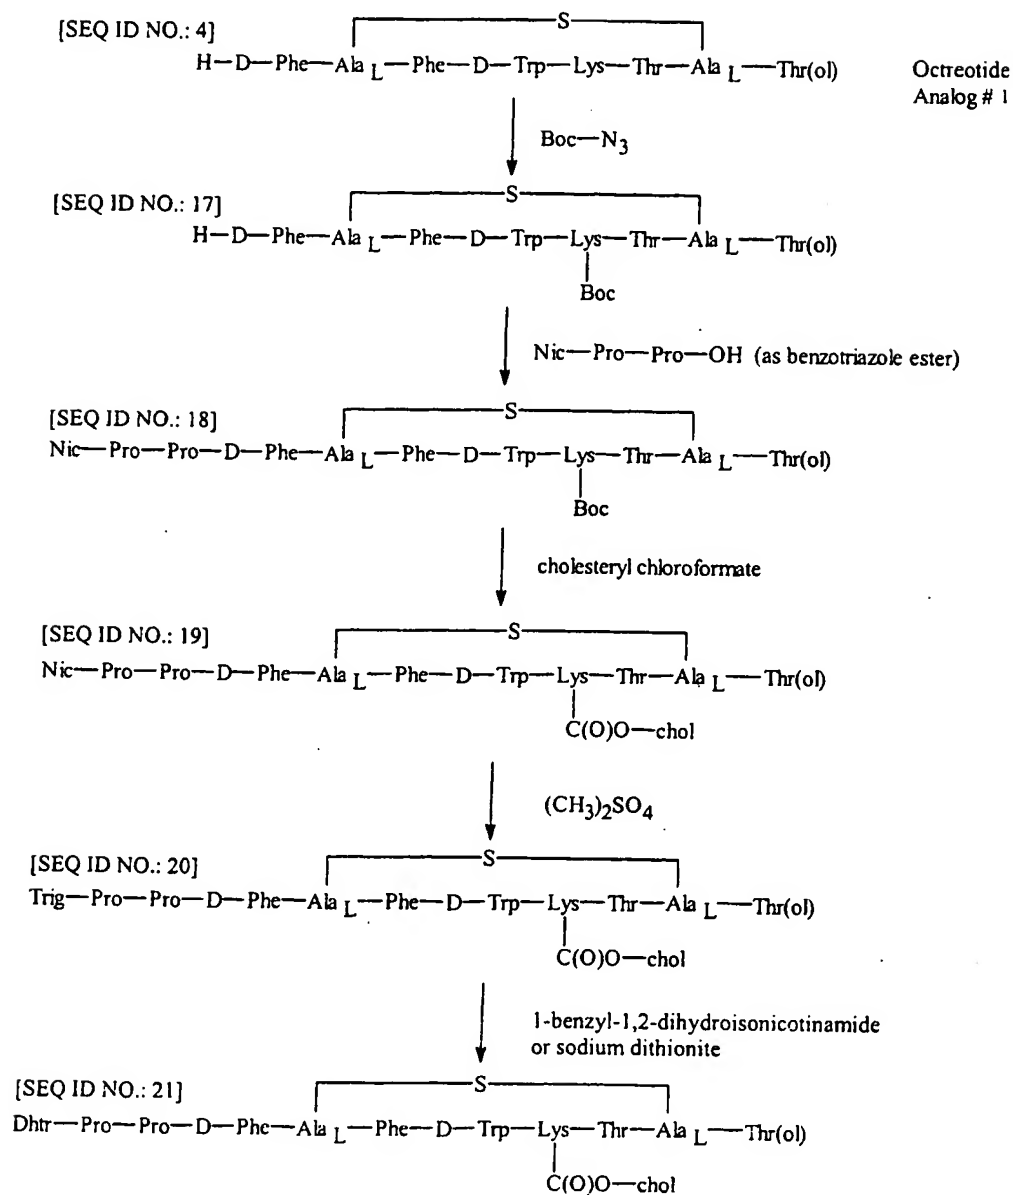 [SEQ ID NO.: 4]
S
H—D—Phe—Ala L—Phe—D—Trp—Lys—Thr—Ala L—Thr(ol)
Octreotide
Analog # 1
Boc—N3
[SEQ ID NO.: 17]
S
H—D—Phe—Ala L—Phe—D—Trp—Lys—Thr—Ala L—Thr(ol)
Boc
Nic—Pro—Pro—OH (as benzotriazole ester)
[SEQ ID NO.: 18]
S
Nic—Pro—Pro—D—Phe—Ala L—Phe—D—Trp—Lys—Thr—Ala L—Thr(ol)
Boc
cholesteryl chloroformate
[SEQ ID NO.: 19]
S
Nic—Pro—Pro—D—Phe—Ala L—Phe—D—Trp—Lys—Thr—Ala L—Thr(ol)
C(O)O—chol
(CH3)2SO4
[SEQ ID NO.: 20]
S
Trig—Pro—Pro—D—Phe—Ala L—Phe—D—Trp—Lys—Thr—Ala L—Thr(ol)
C(O)O—chol
1-benzyl-1,2-dihydroisonicotinamide
or sodium dithionite
[SEQ ID NO.: 21]
S
Dhtr—Pro—Pro—D—Phe—Ala L—Phe—D—Trp—Lys—Thr—Ala L—Thr(ol)
C(O)O—chol